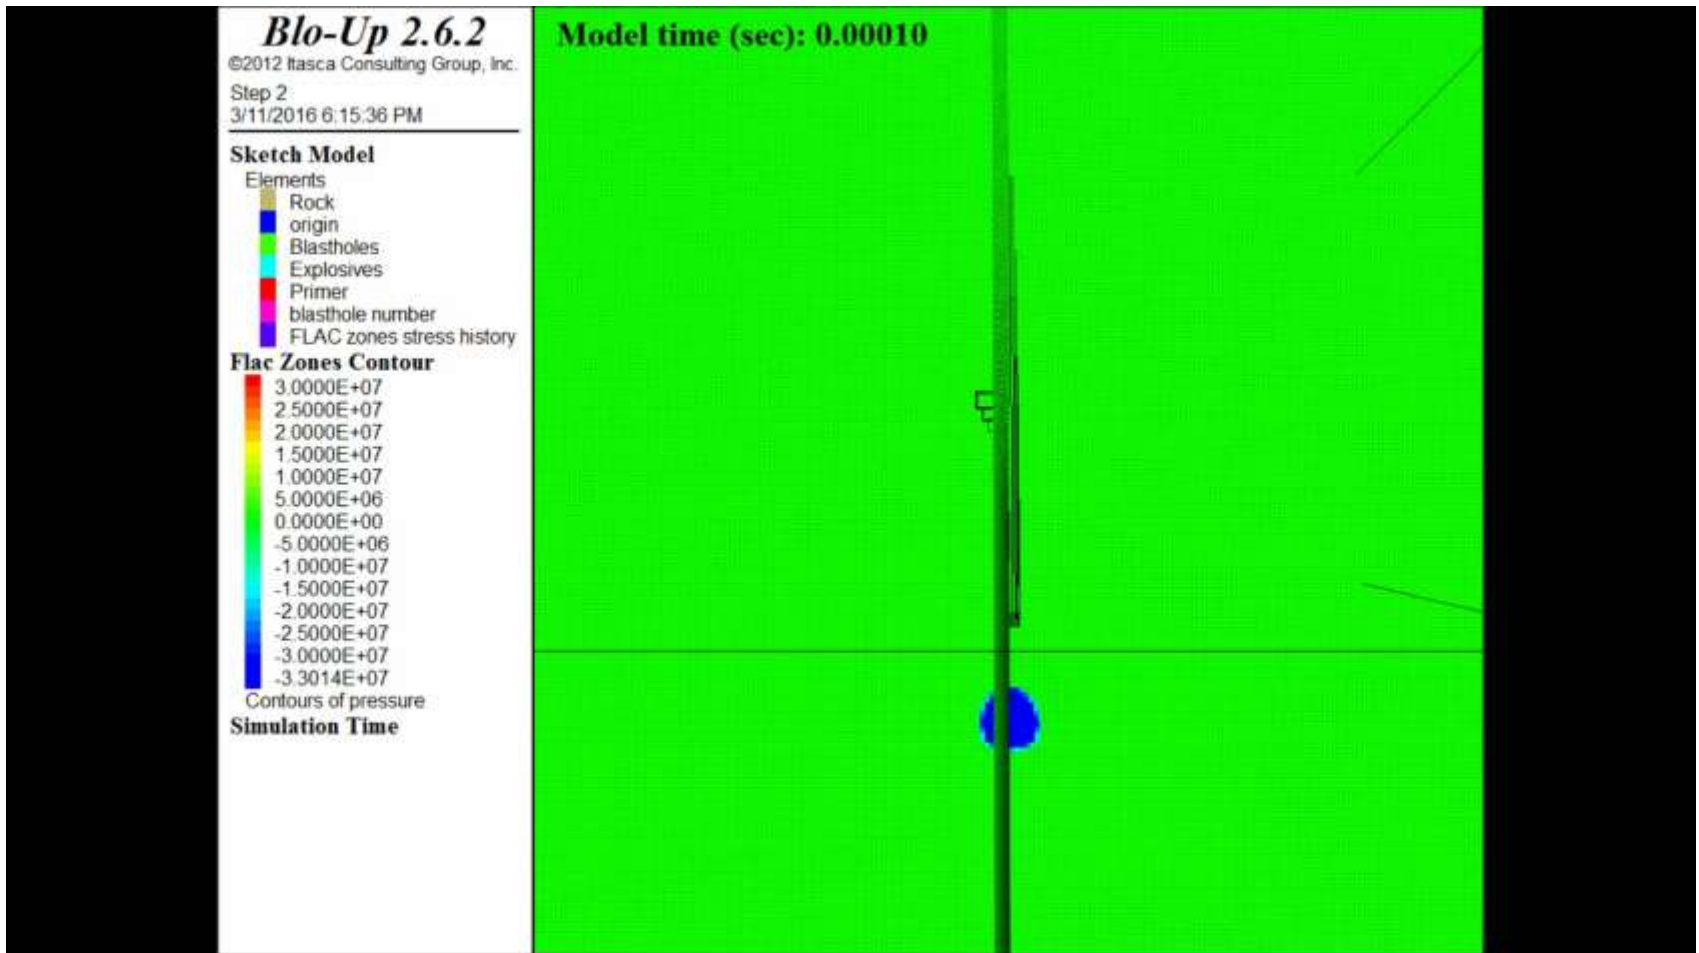 Blo-Up 2.6.2
©2012 Itasca Consulting Group, Inc.
Step 2
3/11/2016 6:15:36 PM
Sketch Model
Elements
Rock
origin
Blastholes
Explosives
Primer
blasthole number
FLAC zones stress history
Flac Zones Contour
3.0000E+07
2.5000E+07
2.0000E+07
1.5000E+07
1.0000E+07
5.0000E+06
0.0000E+00
-5.0000E+06
-1.0000E+07
-1.5000E+07
-2.0000E+07
-2.5000E+07
-3.0000E+07
-3.3014E+07
Contours of pressure
Simulation Time
Model time (sec): 0.00010